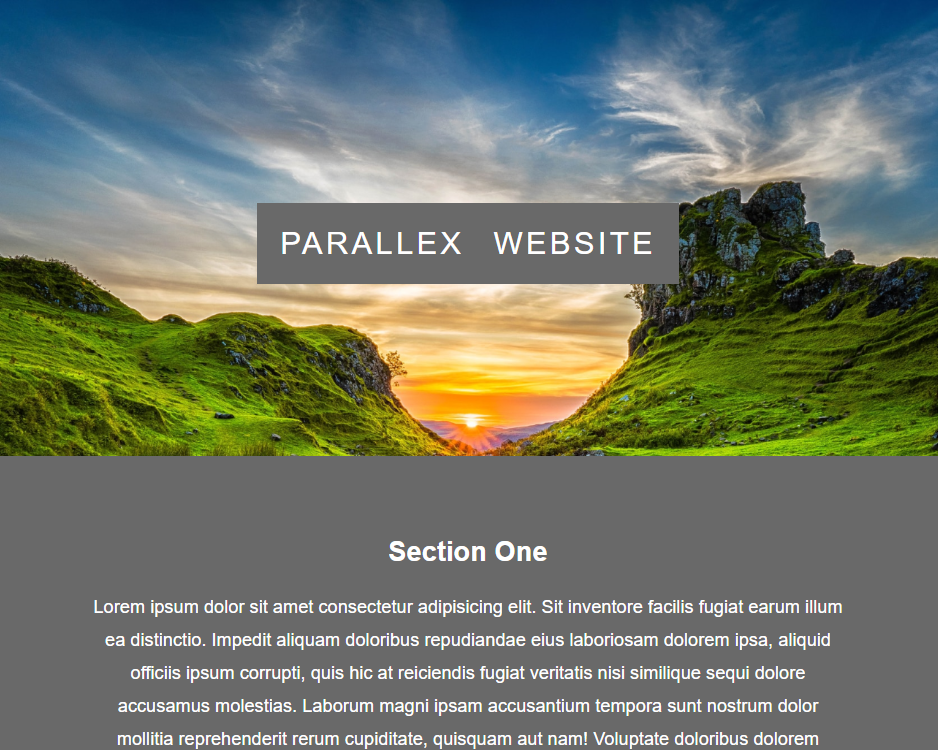 PARALLEX WEBSITE
Section One
Lorem ipsum dolor sit amet consectetur adipisicing elit. Sit inventore facilis fugiat earum illum
ea distinctio. Impedit aliquam doloribus repudiandae eius laboriosam dolorem ipsa, aliquid
officiis ipsum corrupti, quis hic at reiciendis fugiat veritatis nisi similique sequi dolore
accusamus molestias. Laborum magni ipsam accusantium tempora sunt nostrum dolor
mollitia reprehenderit rerum cupiditate, quisquam aut nam! Voluptate doloribus dolorem